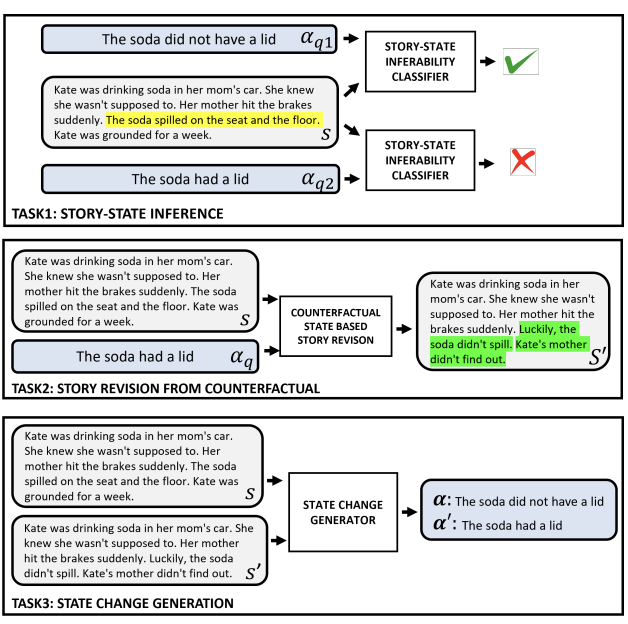 The soda did not have a lid αq1
STORY-STATE
INFERABILITY
CLASSIFIER
Kate was drinking soda in her mom's car. She knew
she wasn't supposed to. Her mother hit the brakes
suddenly. The soda spilled on the seat and the floor.
Kate was grounded for a week. S
STORY-STATE
INFERABILITY
CLASSIFIER
The soda had a lid αq2
TASK1: STORY-STATE INFERENCE
Kate was drinking soda in her mom's car.
She knew she wasn't supposed to. Her
mother hit the brakes suddenly. The soda
spilled on the seat and the floor. Kate was
grounded for a week. S
The soda had a lid αq
COUNTERFACTUAL
STATE BASED
STORY REVISON
Kate was drinking soda in her
mom's car. She knew she wasn't
supposed to. Her mother hit the
brakes suddenly. Luckily, the
soda didn't spill. Kate's mother
didn't find out. S′
TASK2: STORY REVISION FROM COUNTERFACTUAL
Kate was drinking soda in her mom's car.
She knew she wasn't supposed to. Her
mother hit the brakes suddenly. The soda
spilled on the seat and the floor. Kate was
grounded for a week. S
Kate was drinking soda in her mom's car. She
knew she wasn't supposed to. Her mother
hit the brakes suddenly. Luckily, the soda
didn't spill. Kate's mother didn't find out. S′
STATE CHANGE
GENERATOR
α: The soda did not have a lid
α′: The soda had a lid
TASK3: STATE CHANGE GENERATION